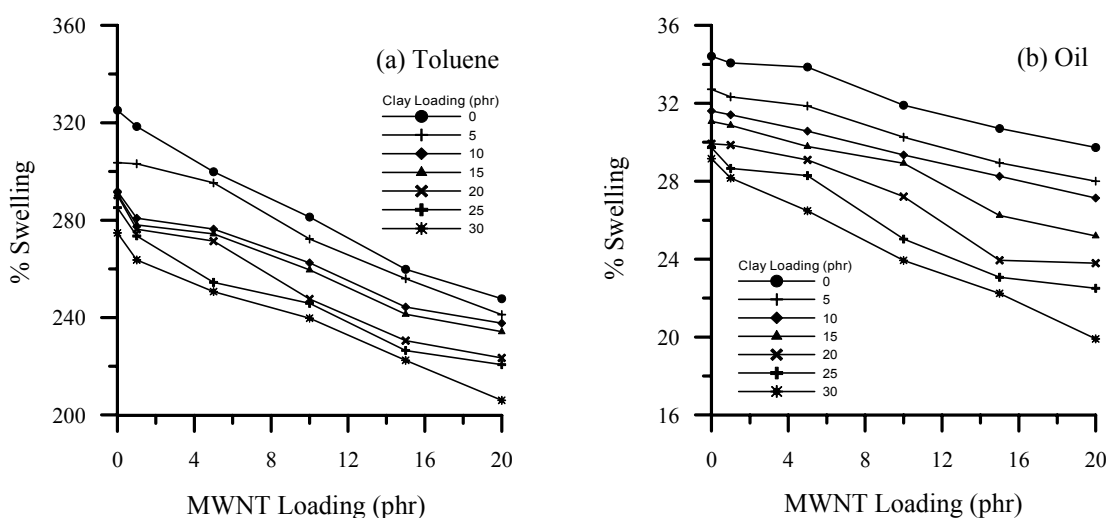 360
320
280
240
200
% Swelling
(a) Toluene
Clay Loading (phr)
0
5
10
15
20
25
30
0 4 8 12 16 20
MWNT Loading (phr)
36
32
28
24
20
16
% Swelling
(b) Oil
Clay Loading (phr)
0
5
10
15
20
25
30
0 4 8 12 16 20
MWNT Loading (phr)